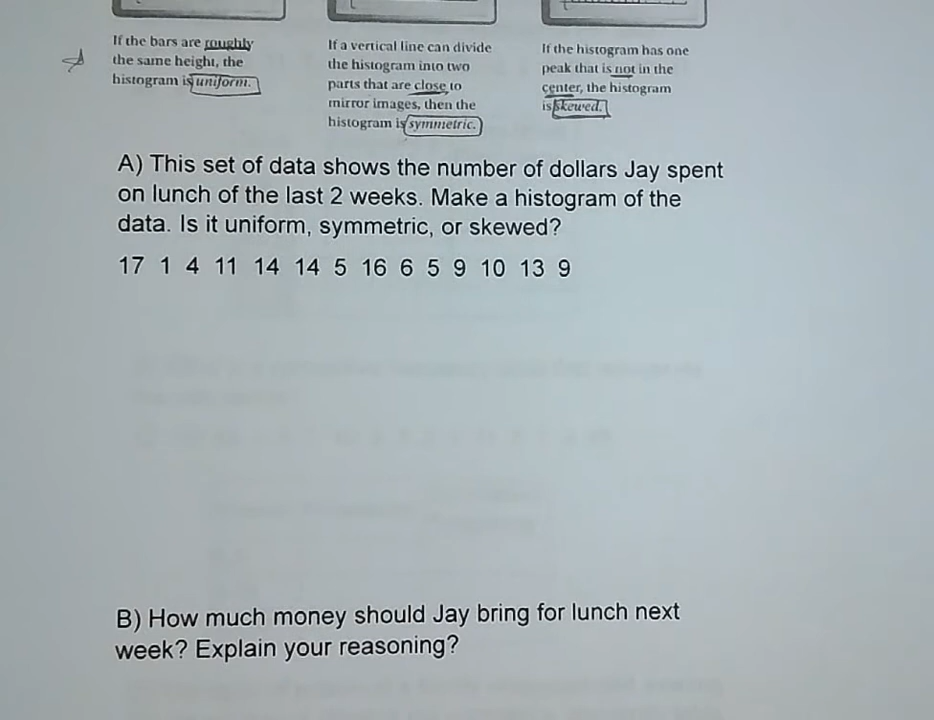 If the bars are roughly
the same height, the
histogram is uniform.
If a vertical line can divide
the histogram into two
parts that are close to
mirror images, then the
histogram is symmetric.
If the histogram has one
peak that is not in the
center, the histogram
is skewed.
A) This set of data shows the number of dollars Jay spent
on lunch of the last 2 weeks. Make a histogram of the
data. Is it uniform, symmetric, or skewed?
17 1 4 11 14 14 5 16 6 5 9 10 13 9
B) How much money should Jay bring for lunch next
week? Explain your reasoning?